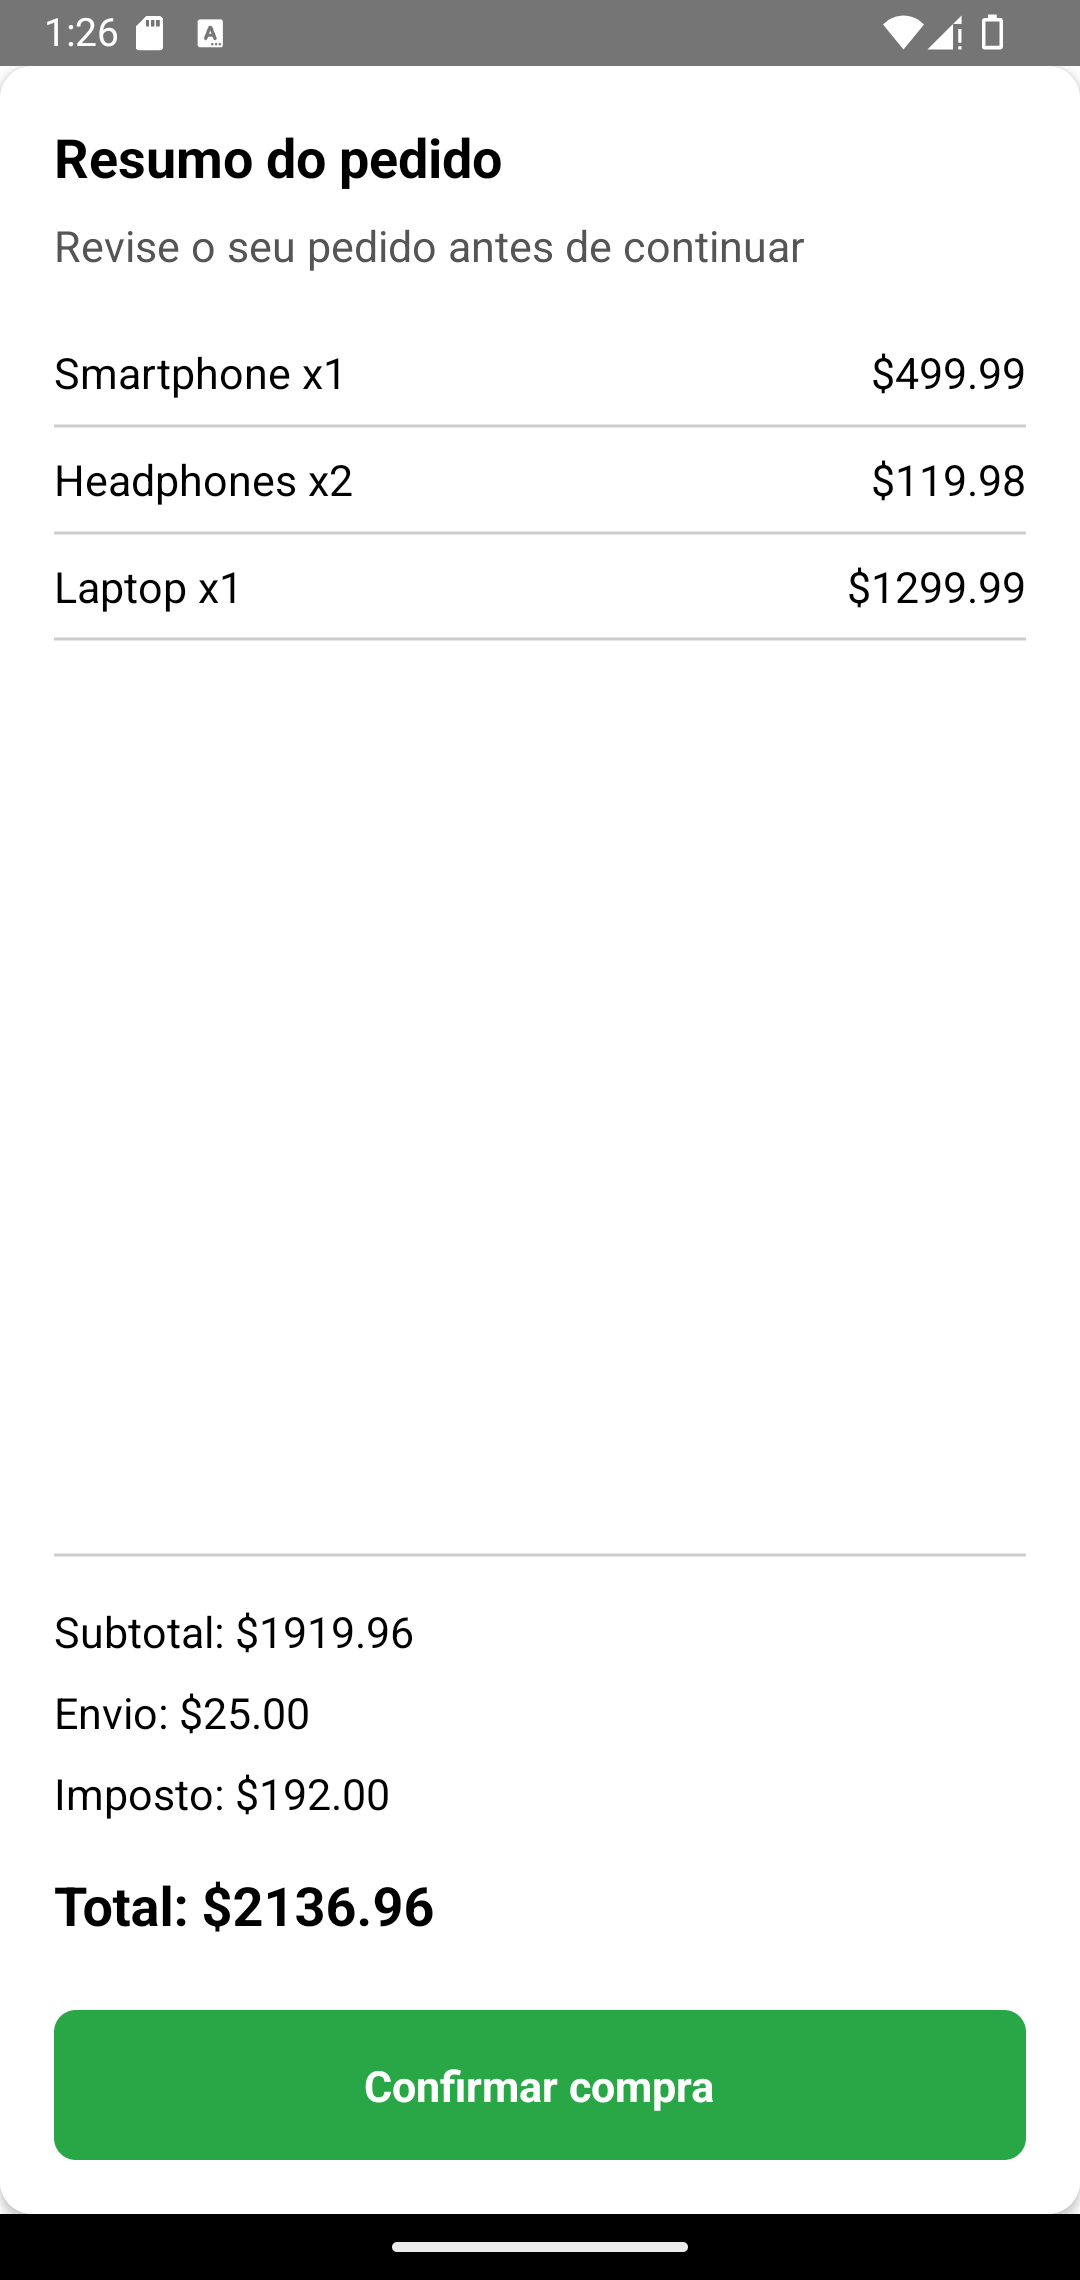 1:26
Resumo do pedido
Revise o seu pedido antes de continuar
Smartphone x1 $499.99
Headphones x2 $119.98
Laptop x1 $1299.99
Subtotal: $1919.96
Envio: $25.00
Imposto: $192.00
Total: $2136.96
Confirmar compra